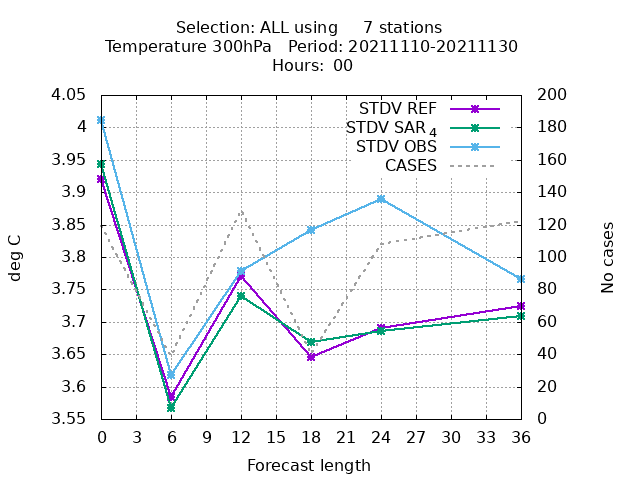 Selection: ALL using 7 stations
Temperature 300hPa Period: 20211110-20211130
Hours: 00
4.05
4
3.95
3.9
3.85
3.8
3.75
3.7
3.65
3.6
3.55
deg C
200
180
160
140
120
100
80
60
40
20
0
No cases
STDV REF
STDV SAR4
STDV OBS
CASES
0 3 6 9 12 15 18 21 24 27 30 33 36
Forecast length